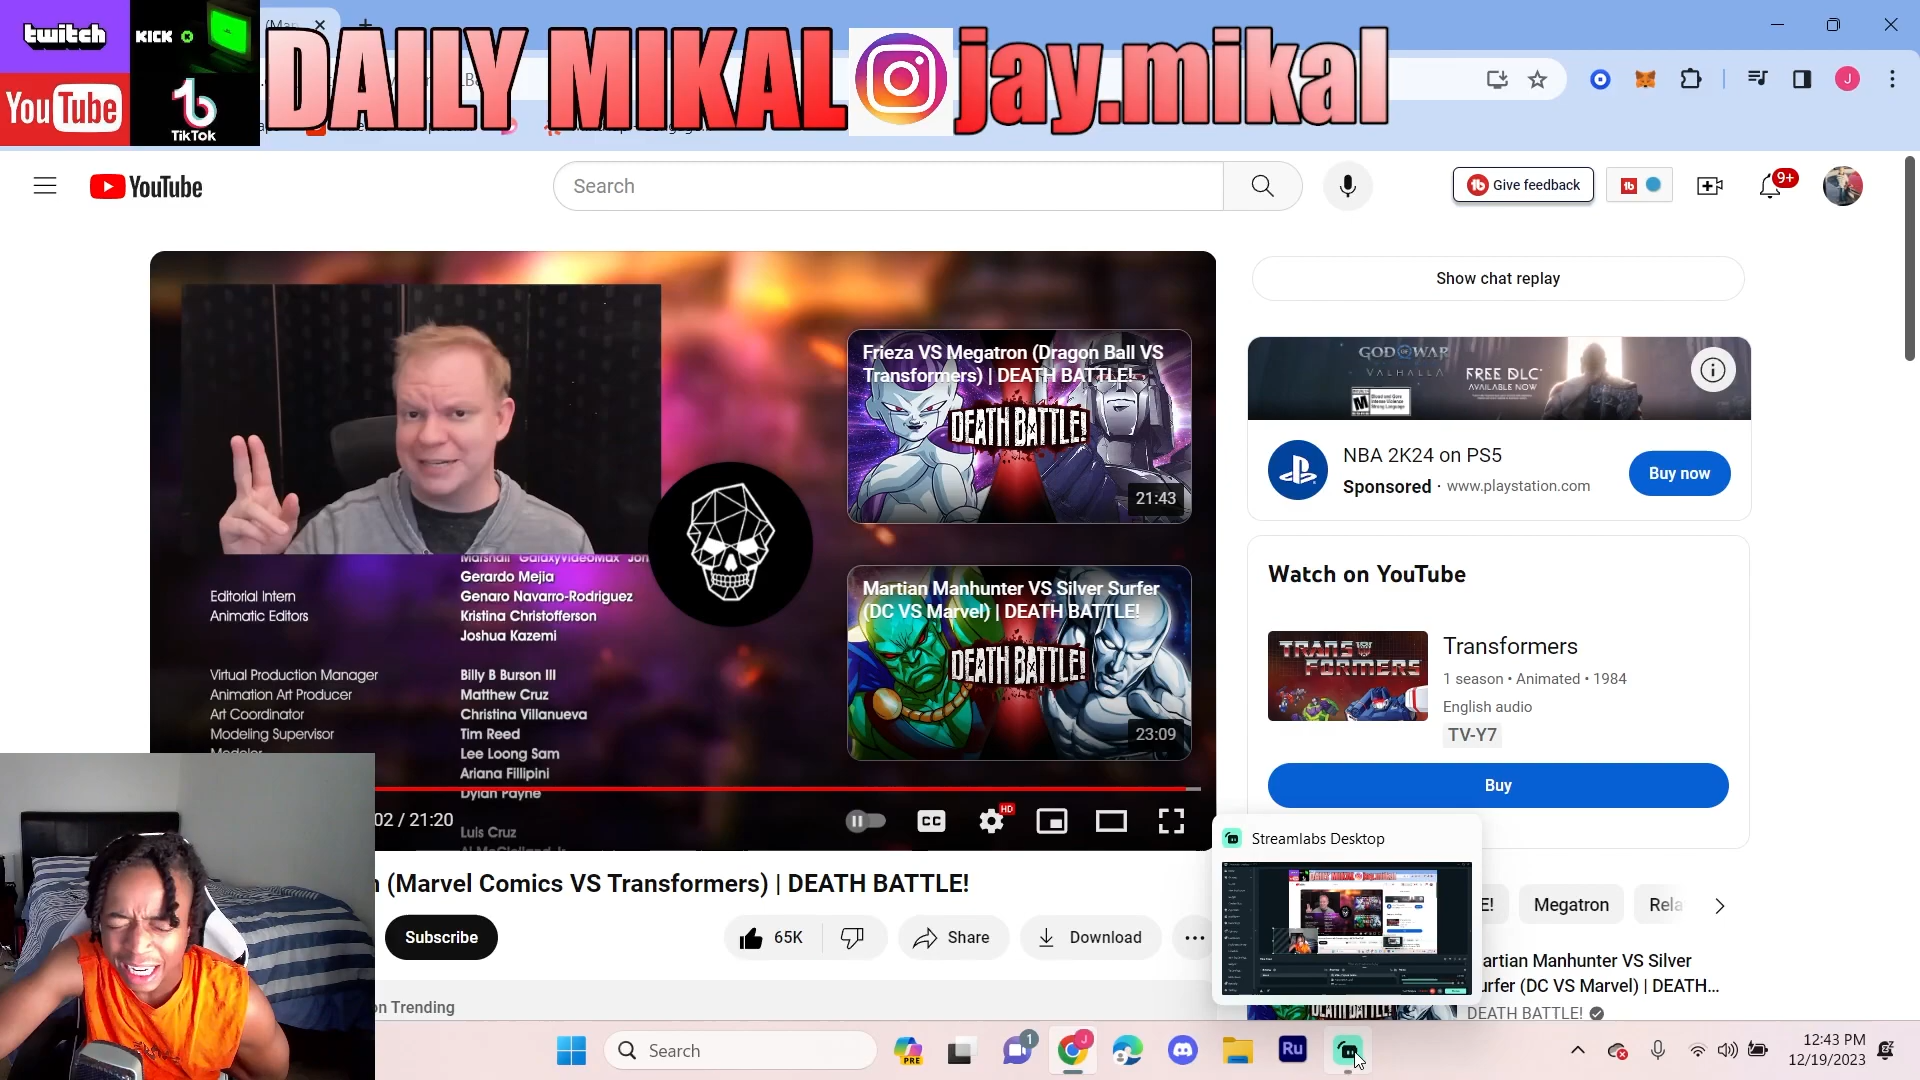 twitch
KICK
YouTube
TikTok
DAILY MIKAL
jay.mikal
YouTube
Search
Give feedback
9+
Show chat replay
Frieza VS Megatron (Dragon Ball VS
Transformers) | DEATH BATTLE!
DEATH BATTLE!
21:43
Martian Manhunter VS Silver Surfer
(DC VS Marvel) | DEATH BATTLE!
DEATH BATTLE!
23:09
Gerardo Mejia
Editorial Intern
Genaro Navarro-Rodriguez
Animatic Editors
Kristina Christofferson
Joshua Kazemi
Virtual Production Manager
Billy B Burson III
Animation Art Producer
Matthew Cruz
Art Coordinator
Christina Villanueva
Modeling Supervisor
Tim Reed
Lee Loong Sam
Ariana Fillipini
Dylan Payne
Luis Cruz
02 / 21:20
CC
HD
GOD OF WAR
VALHALLA
FREE DLC
AVAILABLE NOW
NBA 2K24 on PS5
Sponsored · www.playstation.com
Buy now
Watch on YouTube
TRANSFORMERS
Transformers
1 season • Animated • 1984
English audio
TV-Y7
Buy
Streamlabs Desktop
(Marvel Comics VS Transformers) | DEATH BATTLE!
Subscribe
65K
Share
Download
E!
Megatron
Rela
on Trending
artian Manhunter VS Silver
urfer (DC VS Marvel) | DEATH...
DEATH BATTLE!
Search
PRE
1
J
Ru
12:43 PM
12/19/2023